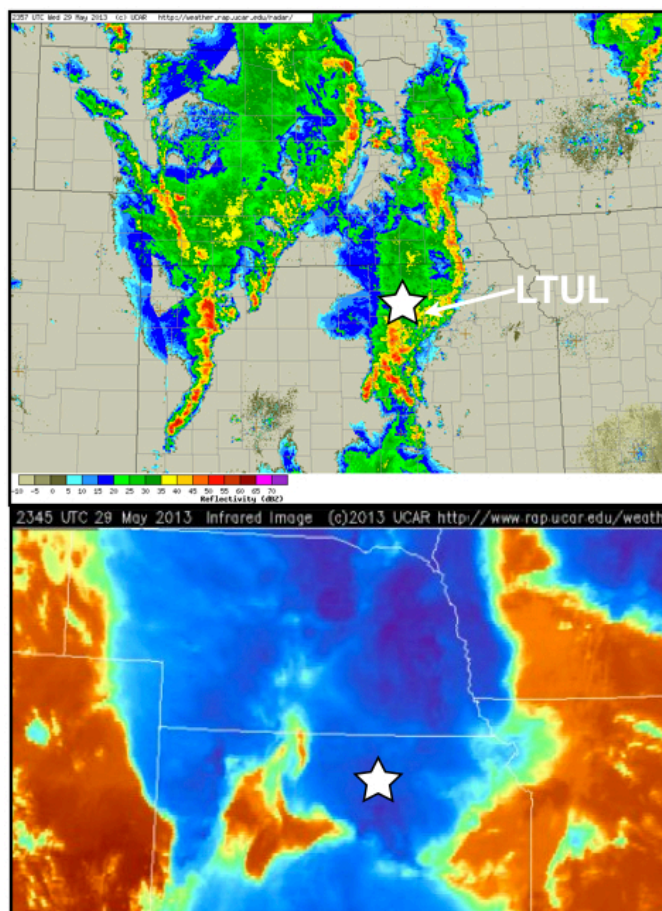 2357 UTC Wed 29 May 2013 (c) UCAR http://weather.rap.ucar.edu/radar/
LTUL
-10 -5 0 5 10 15 20 25 30 35 40 45 50 55 60 65 70
Reflectivity (dBZ)
2345 UTC 29 May 2013 Infrared Image (c)2013 UCAR http://www.rap.ucar.edu/weath